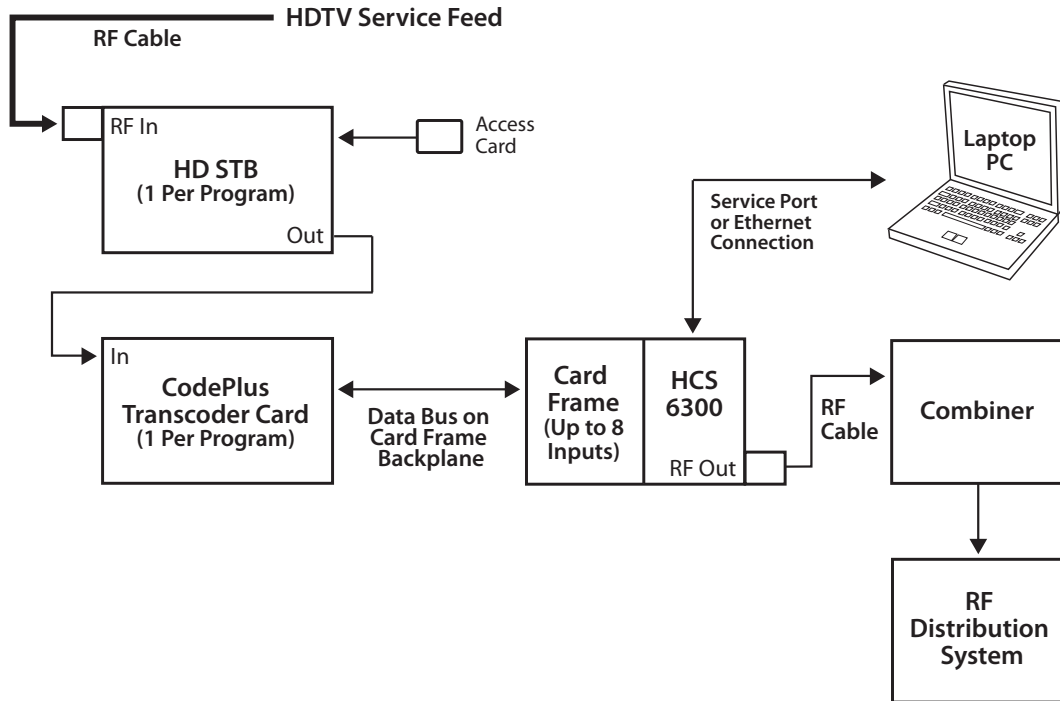 HDTV Service Feed
RF Cable
RF In
HD STB
(1 Per Program)
Out
Access
Card
Laptop
PC
Service Port
or Ethernet
Connection
In
CodePlus
Transcoder Card
(1 Per Program)
Data Bus on
Card Frame
Backplane
Card
Frame
(Up to 8
Inputs)
HCS
6300
RF Out
RF
Cable
Combiner
RF
Distribution
System